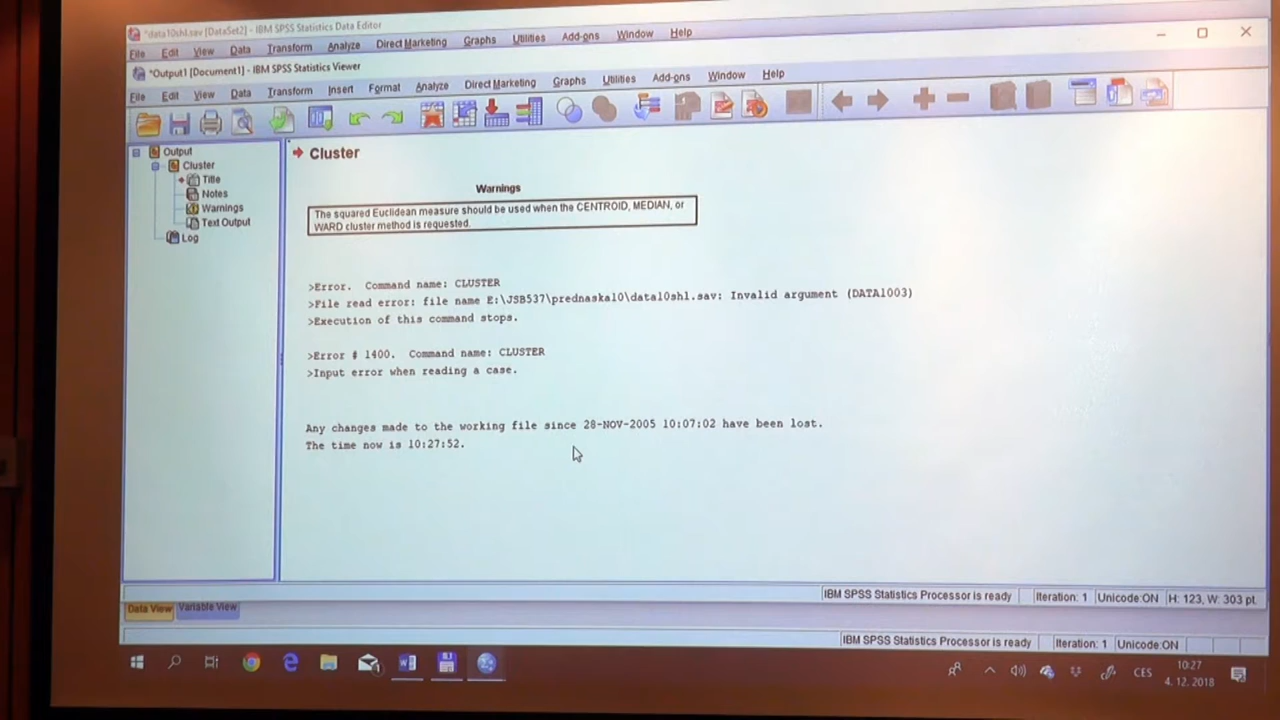 *data10shl.sav [DataSet2] - IBM SPSS Statistics Data Editor
File Edit View Data Transform Analyze Direct Marketing Graphs Utilities Add-ons Window Help
*Output1 [Document1] - IBM SPSS Statistics Viewer
File Edit View Data Transform Insert Format Analyze Direct Marketing Graphs Utilities Add-ons Window Help
Output
Cluster
Title
Notes
Warnings
Text Output
Log
Cluster
Warnings
The squared Euclidean measure should be used when the CENTROID, MEDIAN, or
WARD cluster method is requested.
>Error. Command name: CLUSTER
>File read error: file name E:\JSB537\prednaska10\data10shl.sav: Invalid argument (DATA1003)
>Execution of this command stops.
>Error # 1400. Command name: CLUSTER
>Input error when reading a case.
Any changes made to the working file since 28-NOV-2005 10:07:02 have been lost.
The time now is 10:27:52.
IBM SPSS Statistics Processor is ready Iteration: 1 Unicode:ON H: 123, W: 303 pt.
Data View Variable View
IBM SPSS Statistics Processor is ready Iteration: 1 Unicode:ON
CES
10:27
4. 12. 2018